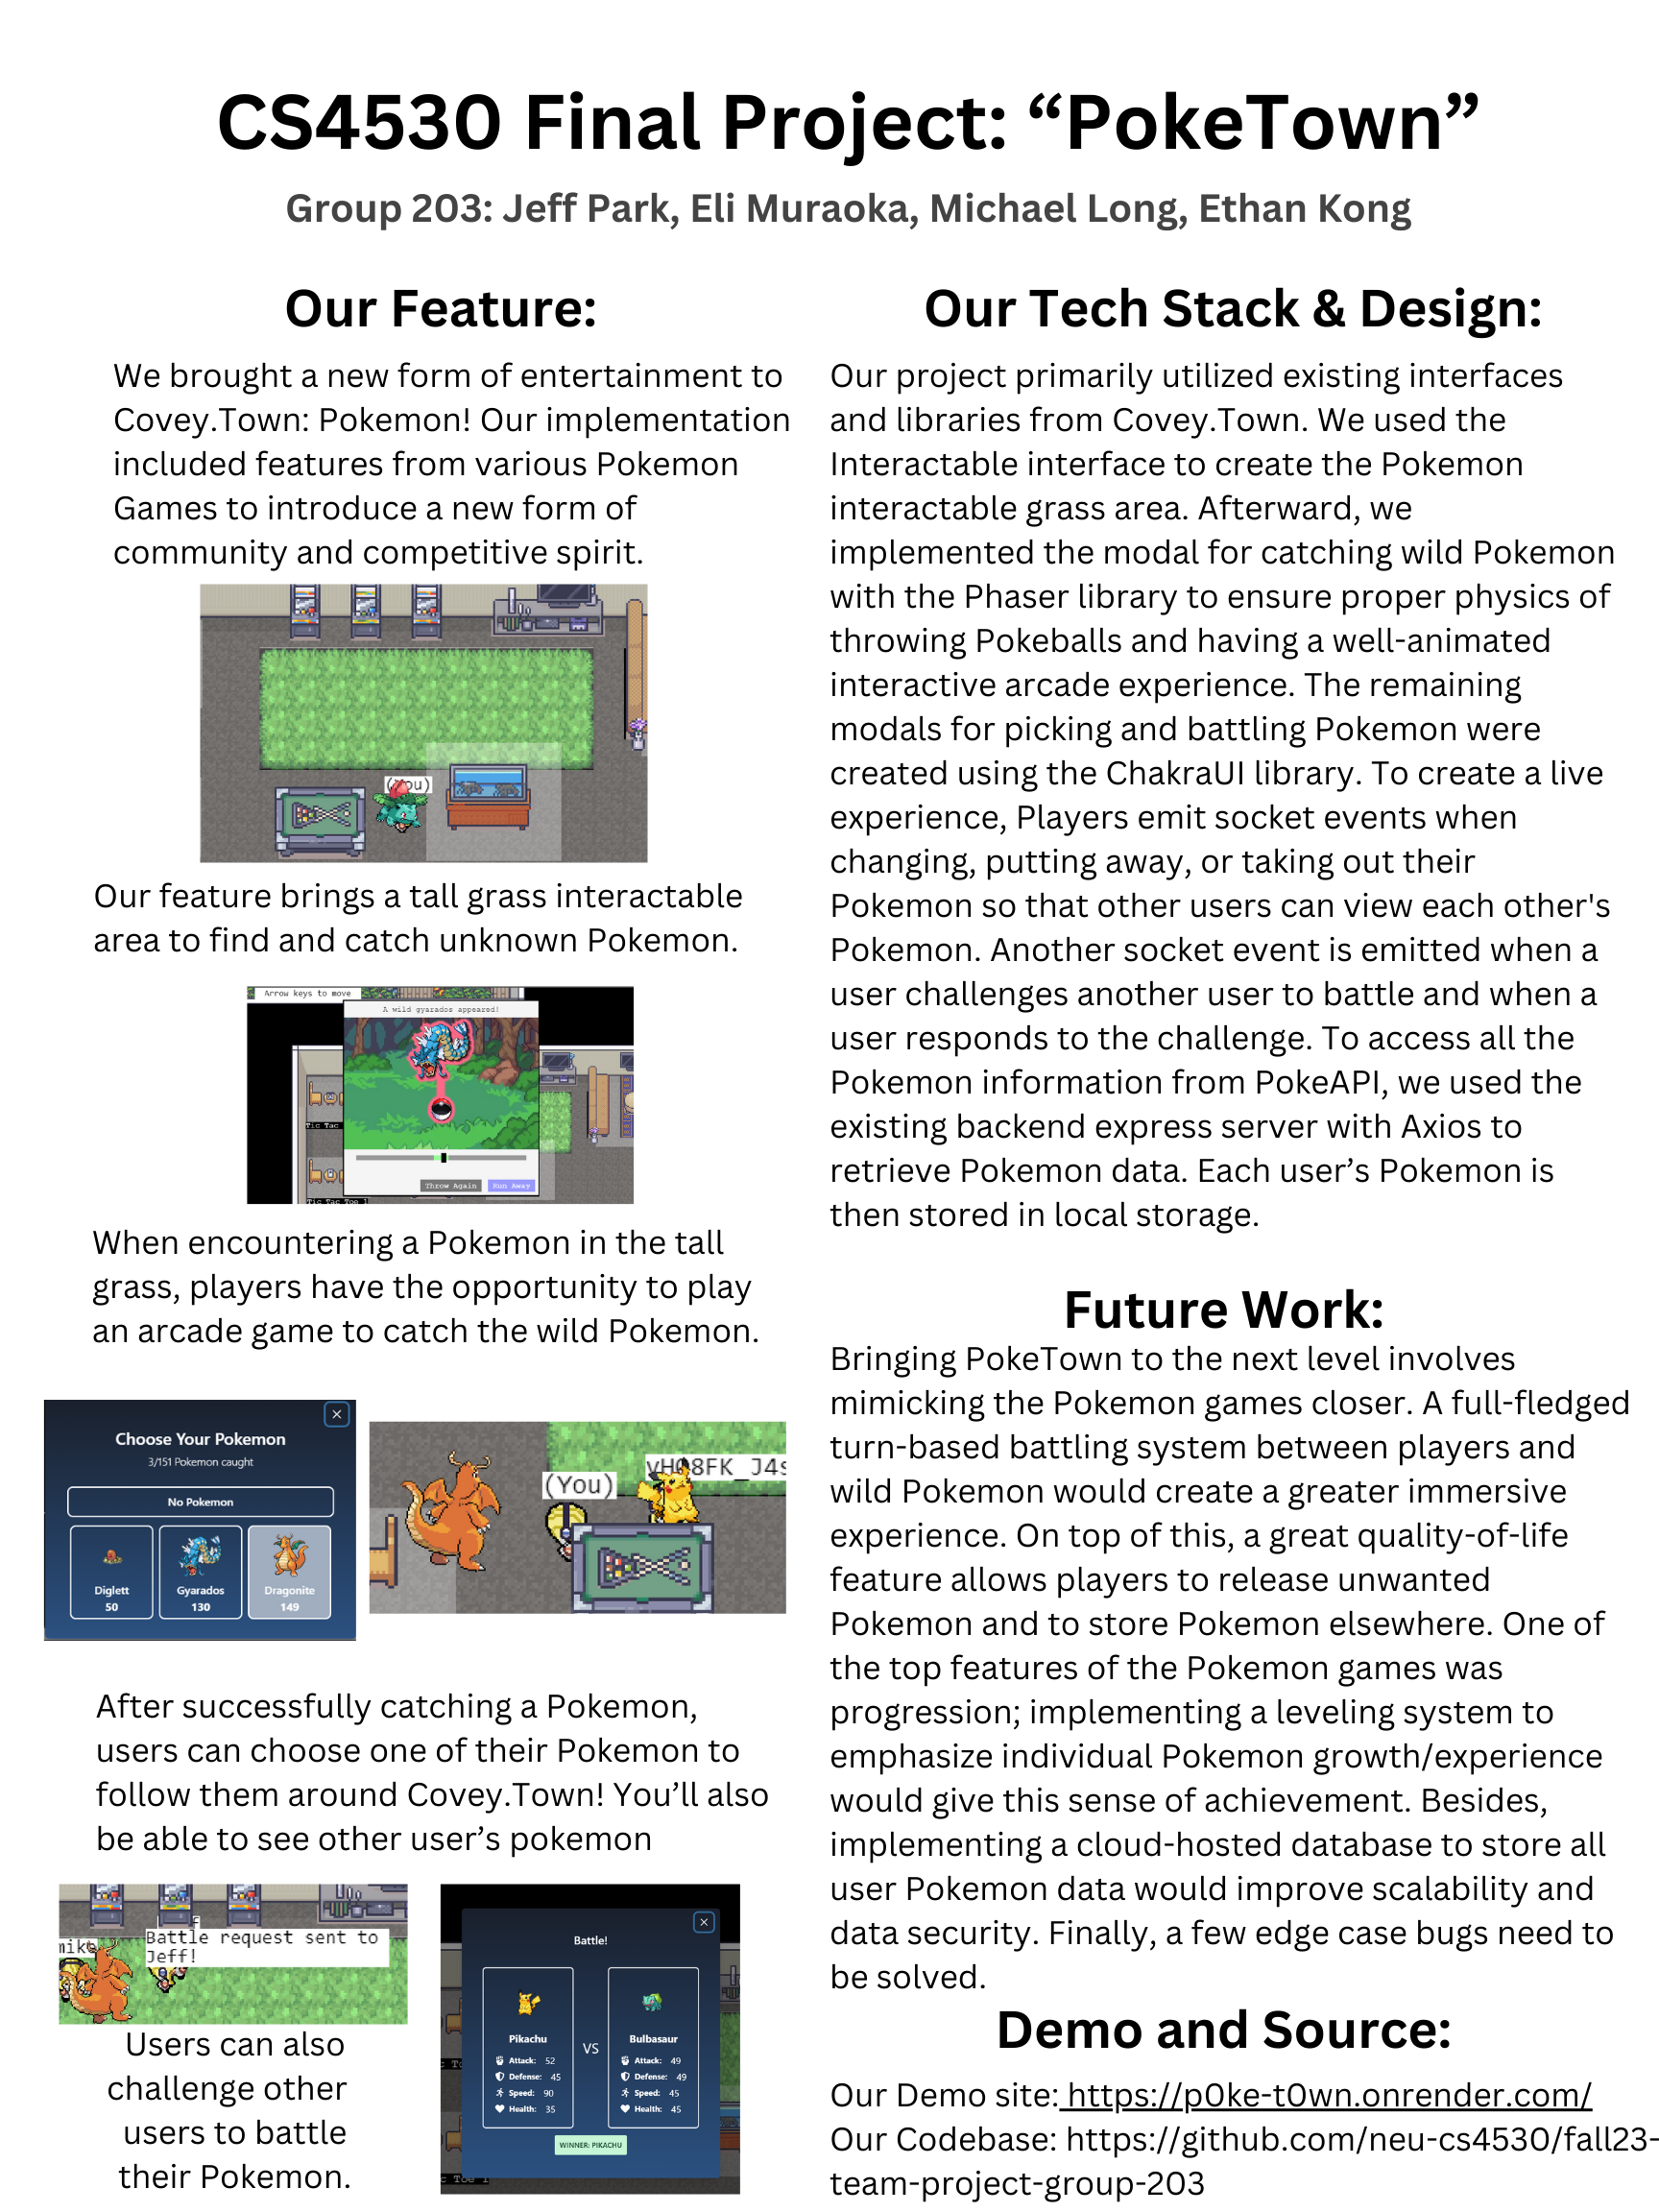 CS4530 Final Project: “PokeTown”
Group 203: Jeff Park, Eli Muraoka, Michael Long, Ethan Kong
Our Feature:
We brought a new form of entertainment to
Covey.Town: Pokemon! Our implementation
included features from various Pokemon
Games to introduce a new form of
community and competitive spirit.
(You)
Our feature brings a tall grass interactable
area to find and catch unknown Pokemon.
Arrow keys to move
A wild gyarados appeared!
Tic Tac
Tic Tac Toe 1
Throw Again
Run Away
When encountering a Pokemon in the tall
grass, players have the opportunity to play
an arcade game to catch the wild Pokemon.
Choose Your Pokemon
3/151 Pokemon caught
No Pokemon
Diglett
50
Gyarados
130
Dragonite
149
(You)
After successfully catching a Pokemon,
users can choose one of their Pokemon to
follow them around Covey.Town! You’ll also
be able to see other user’s pokemon
mike
Battle request sent to
Jeff!
Users can also
challenge other
users to battle
their Pokemon.
Battle!
Pikachu
Attack: 52
Defense: 45
Speed: 90
Health: 35
VS
Bulbasaur
Attack: 49
Defense: 49
Speed: 45
Health: 45
WINNER: PIKACHU
Our Tech Stack & Design:
Our project primarily utilized existing interfaces
and libraries from Covey.Town. We used the
Interactable interface to create the Pokemon
interactable grass area. Afterward, we
implemented the modal for catching wild Pokemon
with the Phaser library to ensure proper physics of
throwing Pokeballs and having a well-animated
interactive arcade experience. The remaining
modals for picking and battling Pokemon were
created using the ChakraUI library. To create a live
experience, Players emit socket events when
changing, putting away, or taking out their
Pokemon so that other users can view each other's
Pokemon. Another socket event is emitted when a
user challenges another user to battle and when a
user responds to the challenge. To access all the
Pokemon information from PokeAPI, we used the
existing backend express server with Axios to
retrieve Pokemon data. Each user’s Pokemon is
then stored in local storage.
Future Work:
Bringing PokeTown to the next level involves
mimicking the Pokemon games closer. A full-fledged
turn-based battling system between players and
wild Pokemon would create a greater immersive
experience. On top of this, a great quality-of-life
feature allows players to release unwanted
Pokemon and to store Pokemon elsewhere. One of
the top features of the Pokemon games was
progression; implementing a leveling system to
emphasize individual Pokemon growth/experience
would give this sense of achievement. Besides,
implementing a cloud-hosted database to store all
user Pokemon data would improve scalability and
data security. Finally, a few edge case bugs need to
be solved.
Demo and Source:
Our Demo site: https://p0ke-t0wn.onrender.com/
Our Codebase: https://github.com/neu-cs4530/fall23-
team-project-group-203